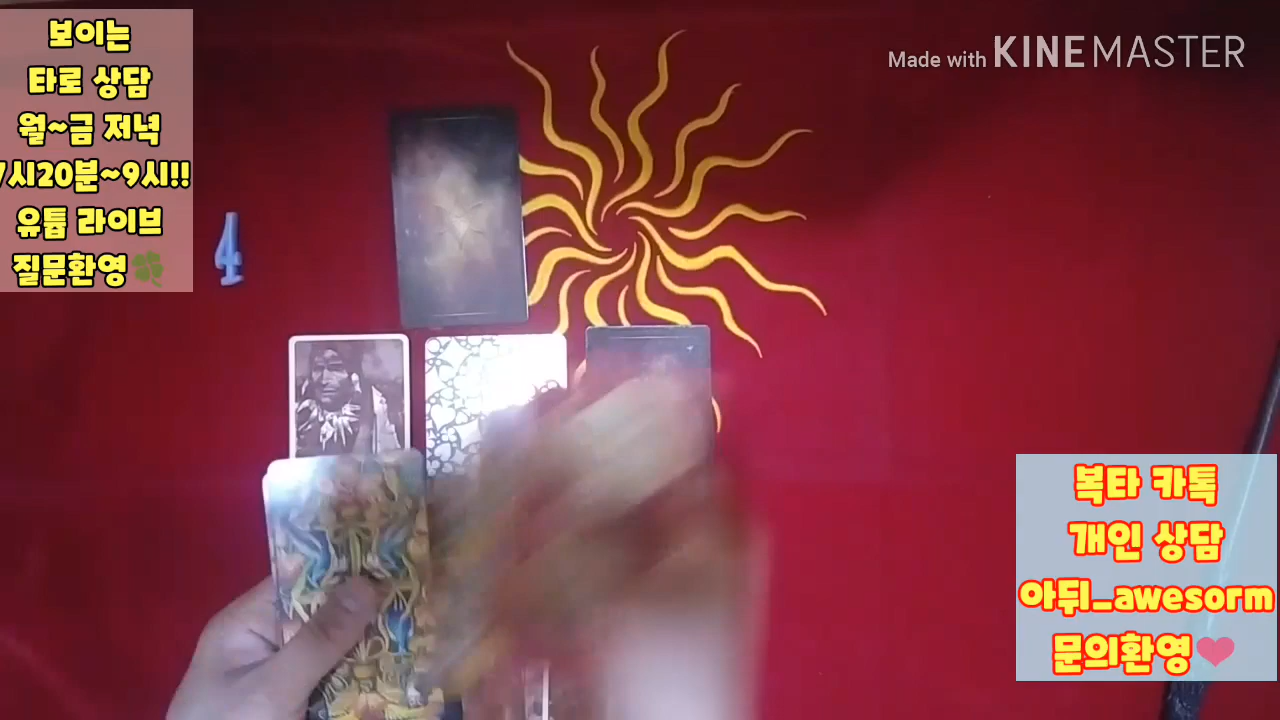 보이는
타로 상담
월~금 저녁
7시20분~9시!!
유튭 라이브
질문환영🍀
Made with KINEMASTER
4
복타 카톡
개인 상담
아뒤_awesorm
문의환영❤